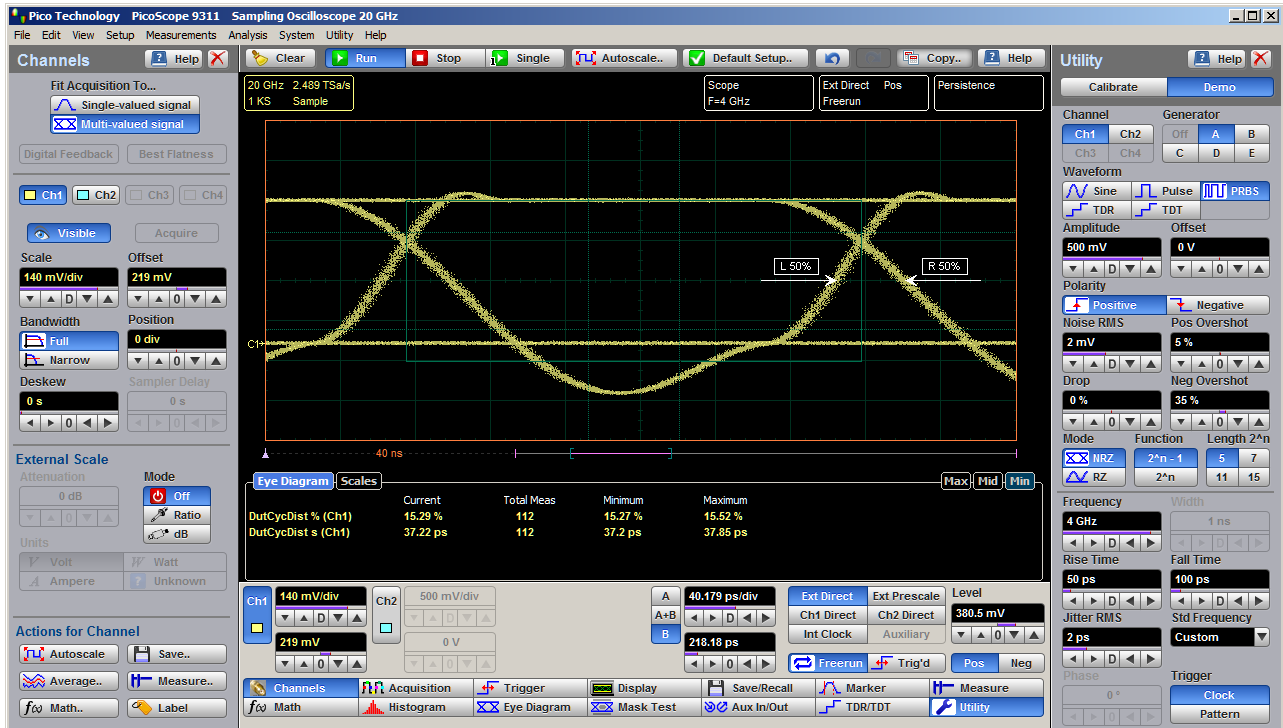 Pico Technology PicoScope 9311 Sampling Oscilloscope 20 GHz
File Edit View Setup Measurements Analysis System Utility Help
Channels Help
Fit Acquisition To...
Single-valued signal
Multi-valued signal
Digital Feedback Best Flatness
Ch1 Ch2 Ch3 Ch4
Visible Acquire
Scale Offset
140 mV/div 219 mV
D 0
Bandwidth Position
Full 0 div
Narrow 0
Deskew Sampler Delay
0 s 0 s
0 0
External Scale
Attenuation Mode
0 dB Off
D Ratio
Units dB
V Volt W Watt
A Ampere ? Unknown
Actions for Channel
Autoscale Save..
Average.. Measure..
f(x) Math.. Label
Clear Run Stop Single Autoscale.. Default Setup.. Copy.. Help
20 GHz 2.489 TSa/s
1 KS Sample
Scope
F=4 GHz
Ext Direct Pos
Freerun
Persistence
L 50% R 50%
C1
40 ns
Eye Diagram Scales Max Mid Min
Current Total Meas Minimum Maximum
DutCycDist % (Ch1) 15.29 % 112 15.27 % 15.52 %
DutCycDist s (Ch1) 37.22 ps 112 37.2 ps 37.85 ps
Ch1 140 mV/div Ch2 500 mV/div
D D
219 mV 0 V
0 0
A 40.179 ps/div
A+B D
B 218.18 ps
0
Ext Direct Ext Prescale
Ch1 Direct Ch2 Direct
Int Clock Auxiliary
Freerun Trig'd
Level
380.5 mV
0
Pos Neg
Channels Acquisition Trigger Display Save/Recall Marker Measure
f(x) Math Histogram Eye Diagram Mask Test Aux In/Out TDR/TDT Utility
Utility Help
Calibrate Demo
Channel Generator
Ch1 Ch2 Off A B
Ch3 Ch4 C D E
Waveform
Sine Pulse PRBS
TDR TDT
Amplitude Offset
500 mV 0 V
D 0
Polarity
Positive Negative
Noise RMS Pos Overshot
2 mV 5 %
D 0
Drop Neg Overshot
0 % 35 %
0 0
Mode Function Length 2^n
NRZ 2^n - 1 5 7
RZ 2^n 11 15
Frequency Width
4 GHz 1 ns
D D
Rise Time Fall Time
50 ps 100 ps
D D
Jitter RMS Std Frequency
2 ps Custom
D
Phase Trigger
0 ° Clock
0 Pattern